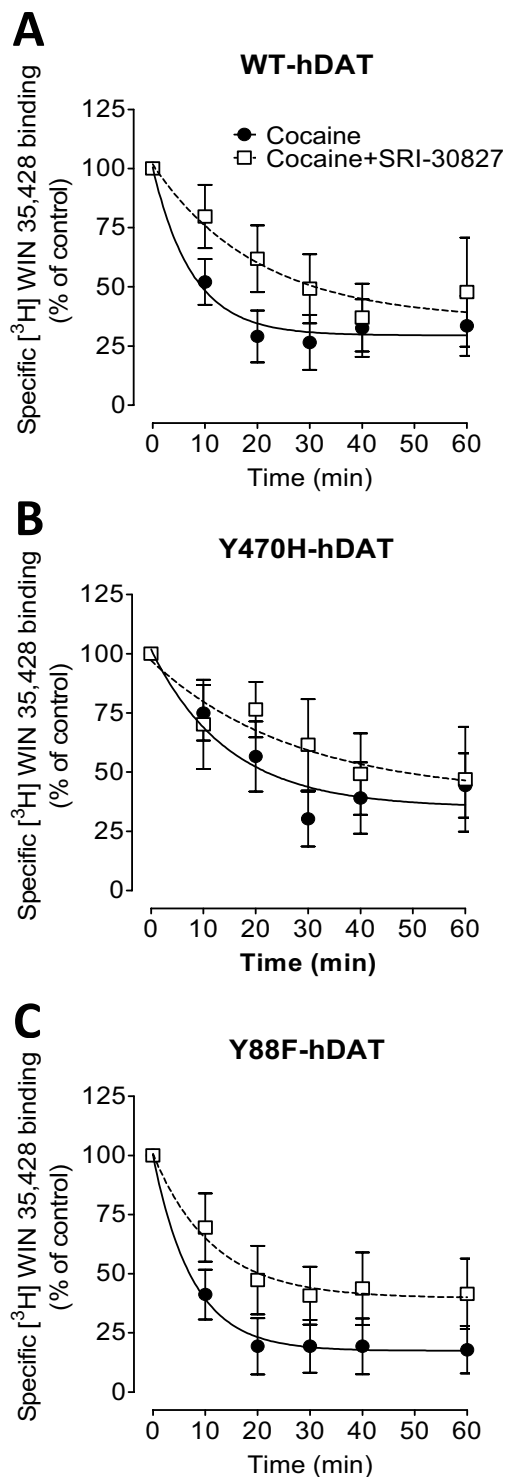 A
WT-hDAT
Specific [³H] WIN 35,428 binding
(% of control)
125
100
75
50
25
0
Cocaine
Cocaine+SRI-30827
0 10 20 30 40 50 60
Time (min)
B
Y470H-hDAT
Specific [³H] WIN 35,428 binding
(% of control)
125
100
75
50
25
0
0 10 20 30 40 50 60
Time (min)
C
Y88F-hDAT
Specific [³H] WIN 35,428 binding
(% of control)
125
100
75
50
25
0
0 10 20 30 40 50 60
Time (min)